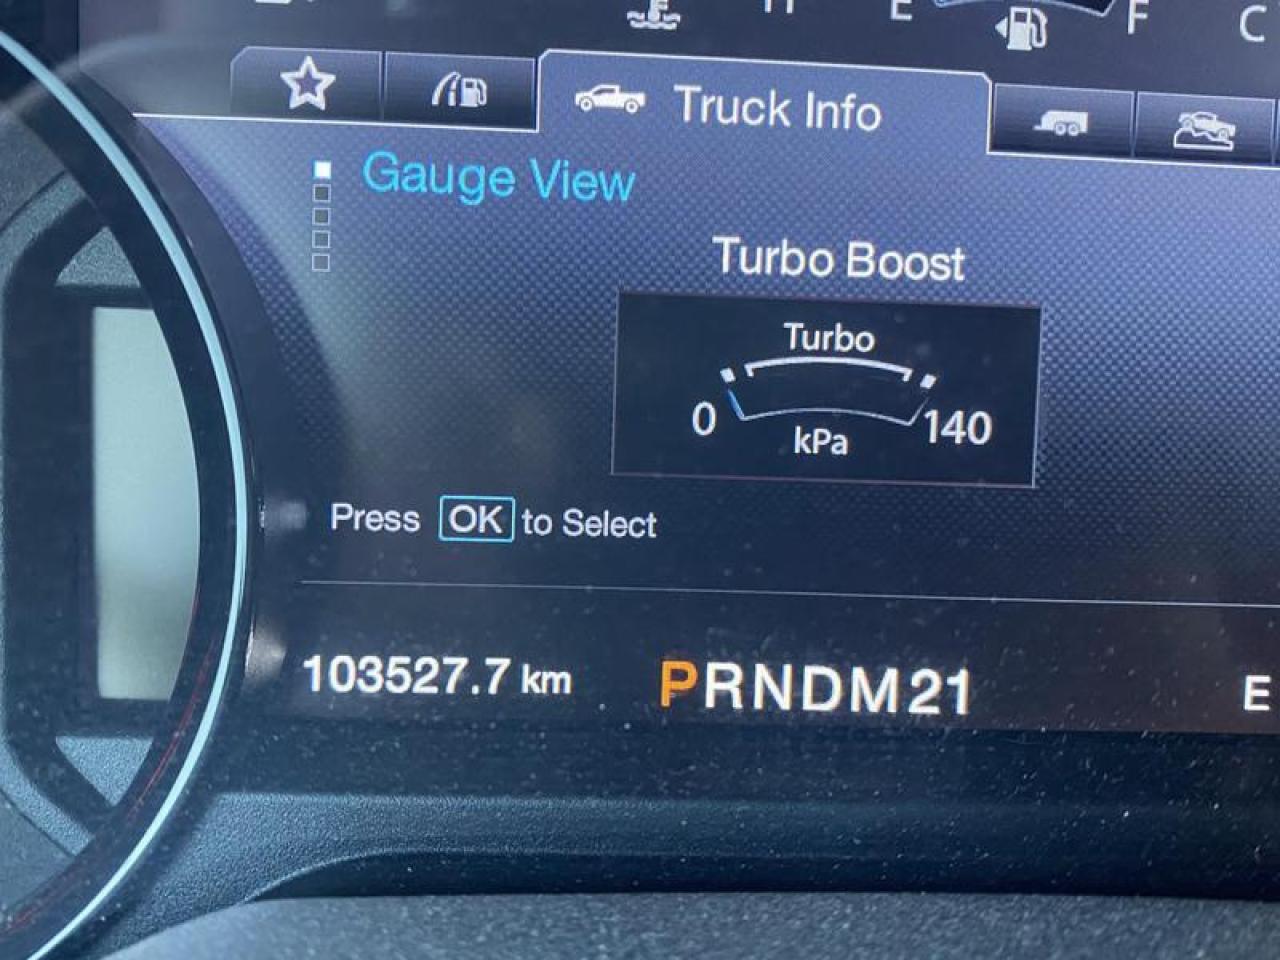 H E F C
Truck Info
Gauge View
Turbo Boost
Turbo
0 140
kPa
Press OK to Select
103527.7 km PRNDM21 E